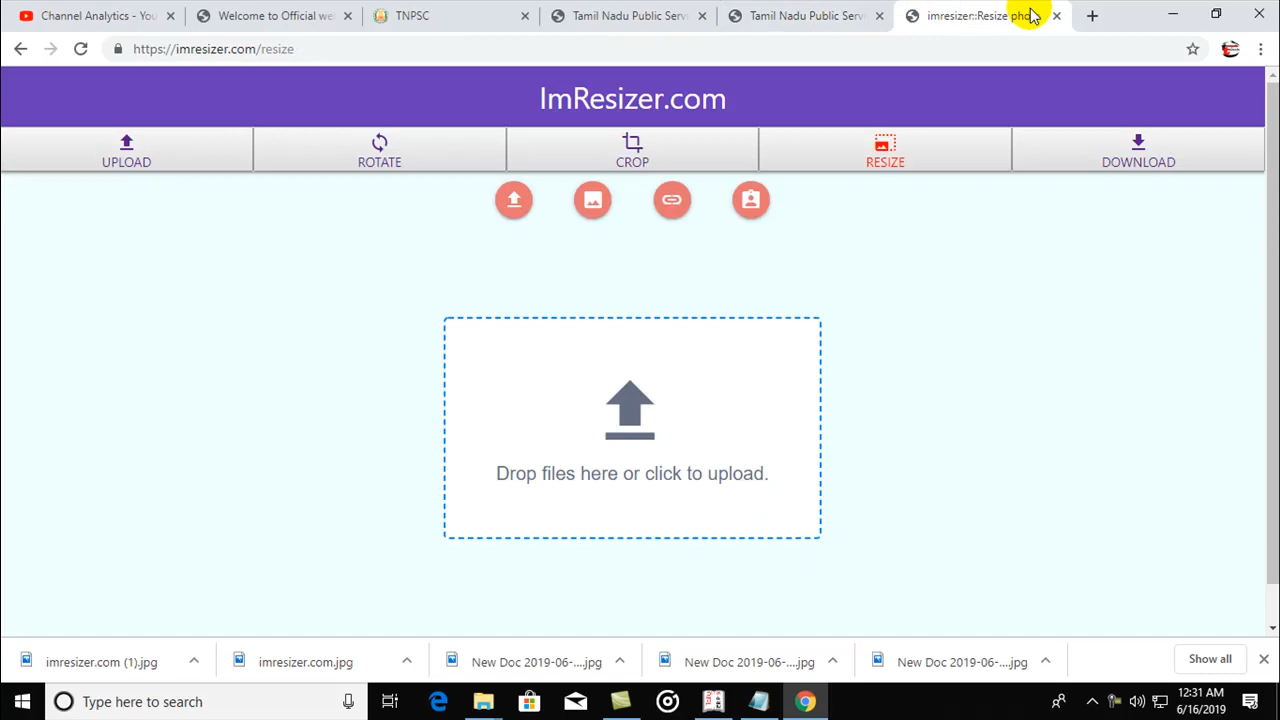 Channel Analytics - You
Welcome to Official we
TNPSC
Tamil Nadu Public Servi
Tamil Nadu Public Servi
imresizer::Resize pho
https://imresizer.com/resize
ImResizer.com
UPLOAD
ROTATE
CROP
RESIZE
DOWNLOAD
Drop files here or click to upload.
imresizer.com (1).jpg
imresizer.com.jpg
New Doc 2019-06-....jpg
New Doc 2019-06-....jpg
New Doc 2019-06-....jpg
Show all
Type here to search
12:31 AM
6/16/2019